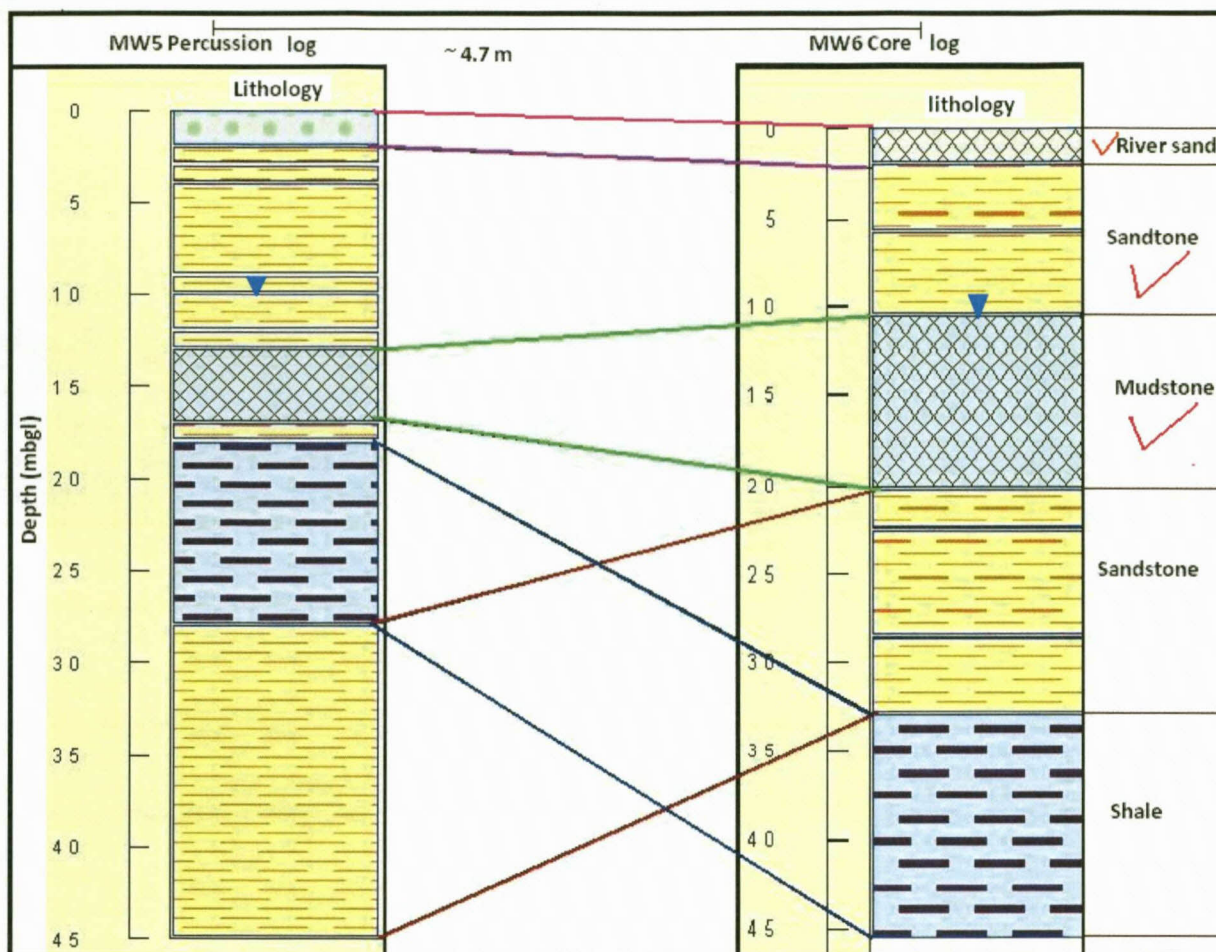 MW5 Percussion log
~ 4.7 m
MW6 Core log
Lithology
lithology
Depth (mbgl)
0
5
10
15
20
25
30
35
40
45
0
5
10
15
20
25
30
35
40
45
River sand
Sandtone
Mudstone
Sandstone
Shale